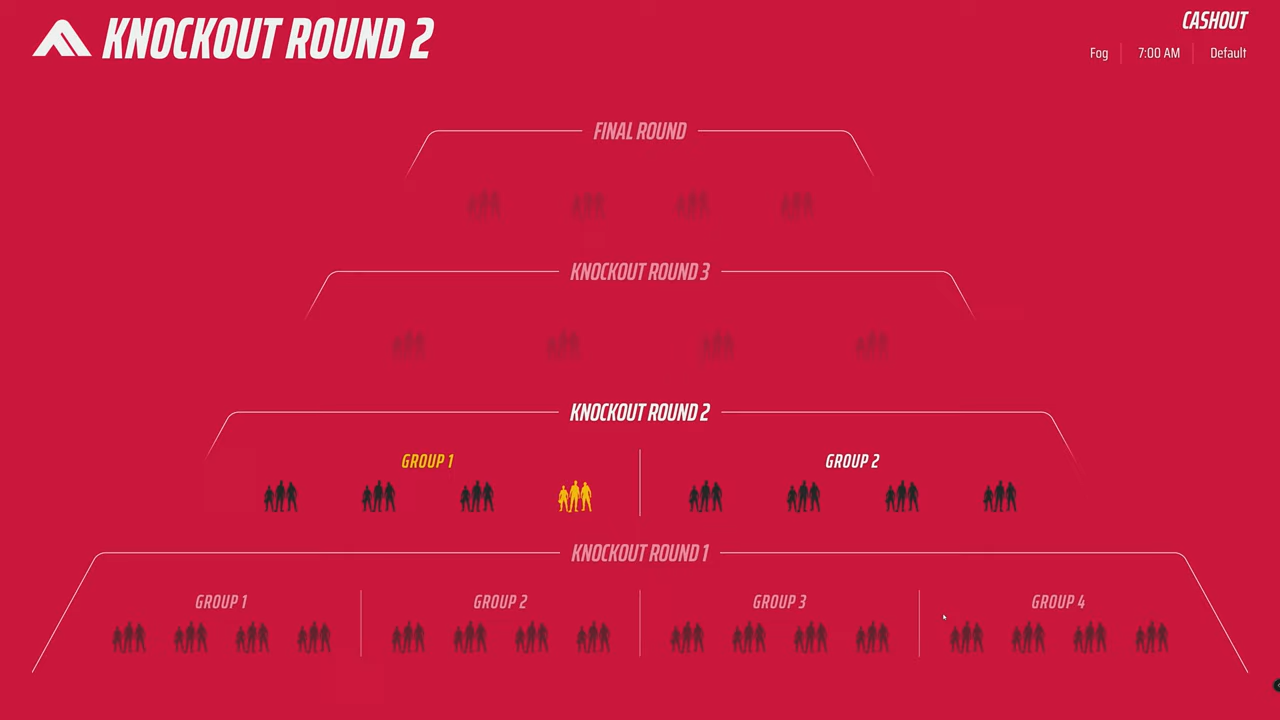 KNOCKOUT ROUND 2
CASHOUT
Fog 7:00 AM Default
FINAL ROUND
KNOCKOUT ROUND 3
KNOCKOUT ROUND 2
GROUP 1 GROUP 2
KNOCKOUT ROUND 1
GROUP 1 GROUP 2 GROUP 3 GROUP 4